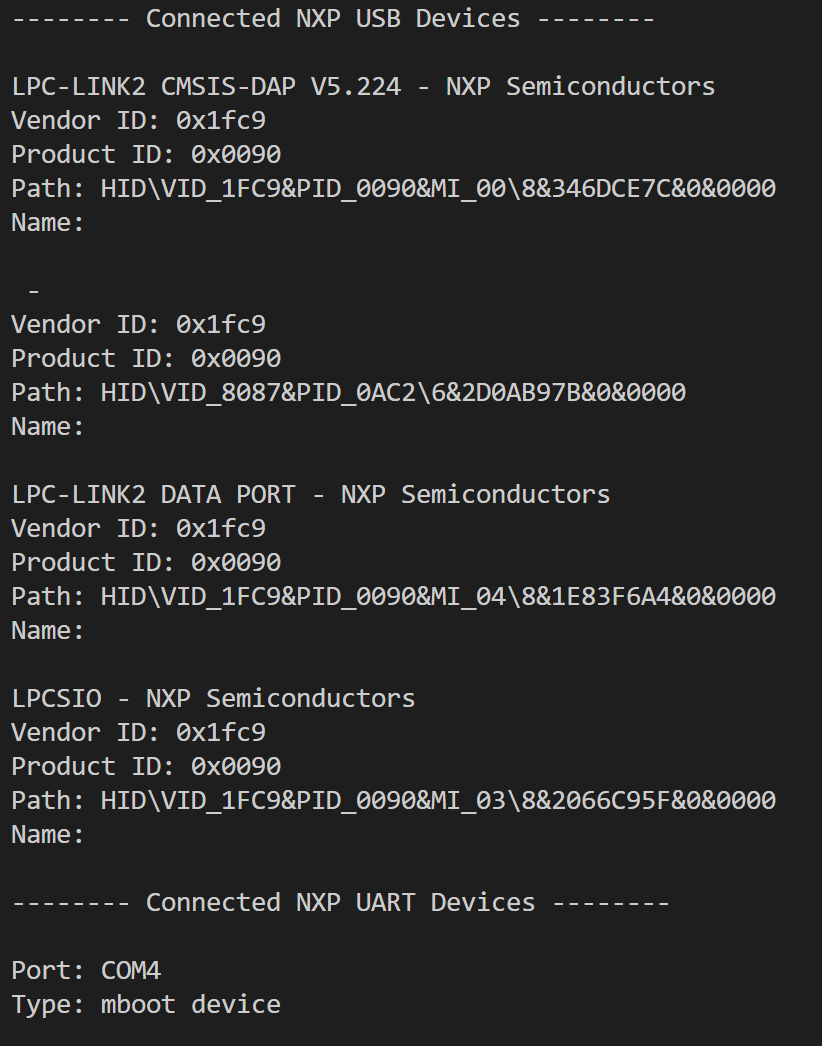 -------- Connected NXP USB Devices --------
LPC-LINK2 CMSIS-DAP V5.224 - NXP Semiconductors
Vendor ID: 0x1fc9
Product ID: 0x0090
Path: HID\VID_1FC9&PID_0090&MI_00\8&346DCE7C&0&0000
Name:
-
Vendor ID: 0x1fc9
Product ID: 0x0090
Path: HID\VID_8087&PID_0AC2\6&2D0AB97B&0&0000
Name:
LPC-LINK2 DATA PORT - NXP Semiconductors
Vendor ID: 0x1fc9
Product ID: 0x0090
Path: HID\VID_1FC9&PID_0090&MI_04\8&1E83F6A4&0&0000
Name:
LPCSIO - NXP Semiconductors
Vendor ID: 0x1fc9
Product ID: 0x0090
Path: HID\VID_1FC9&PID_0090&MI_03\8&2066C95F&0&0000
Name:
-------- Connected NXP UART Devices --------
Port: COM4
Type: mboot device